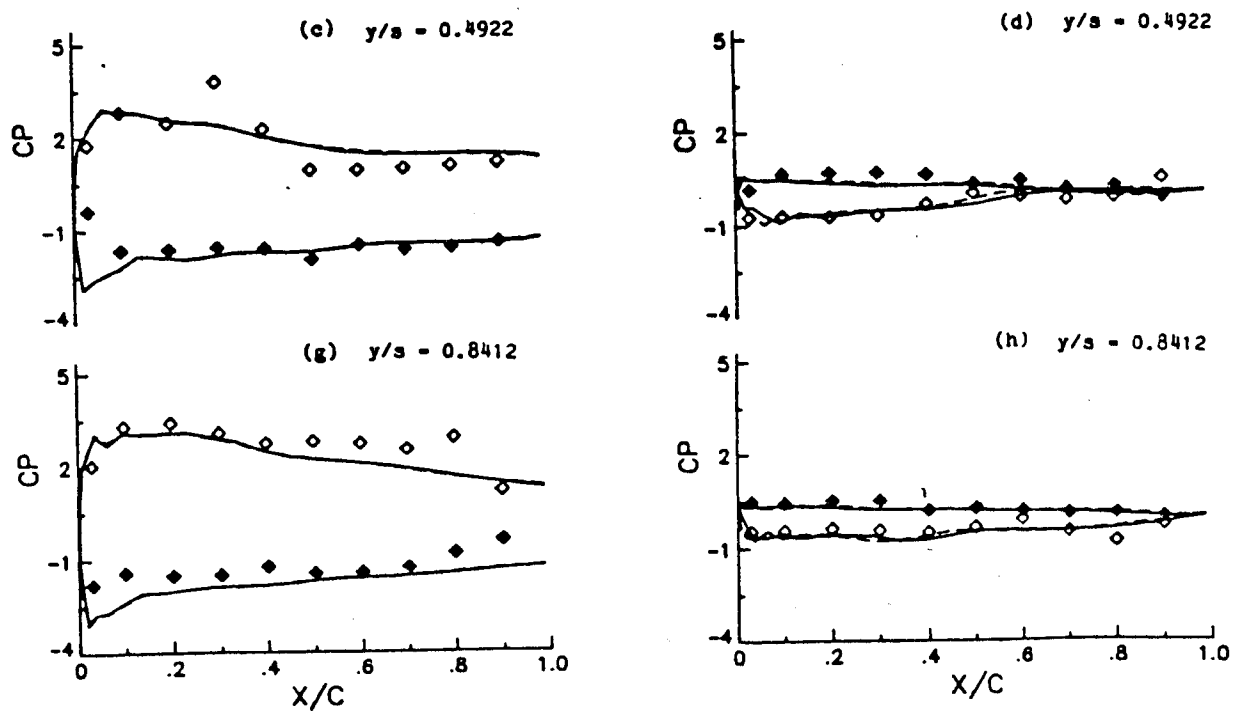 (c) y/s = 0.4922
5
2
-1
-4
CP
(d) y/s = 0.4922
5
2
-1
-4
CP
(g) y/s = 0.8412
5
2
-1
-4
CP
0 .2 .4 .6 .8 1.0
X/C
(h) y/s = 0.8412
5
2
-1
-4
CP
0 .2 .4 .6 .8 1.0
X/C